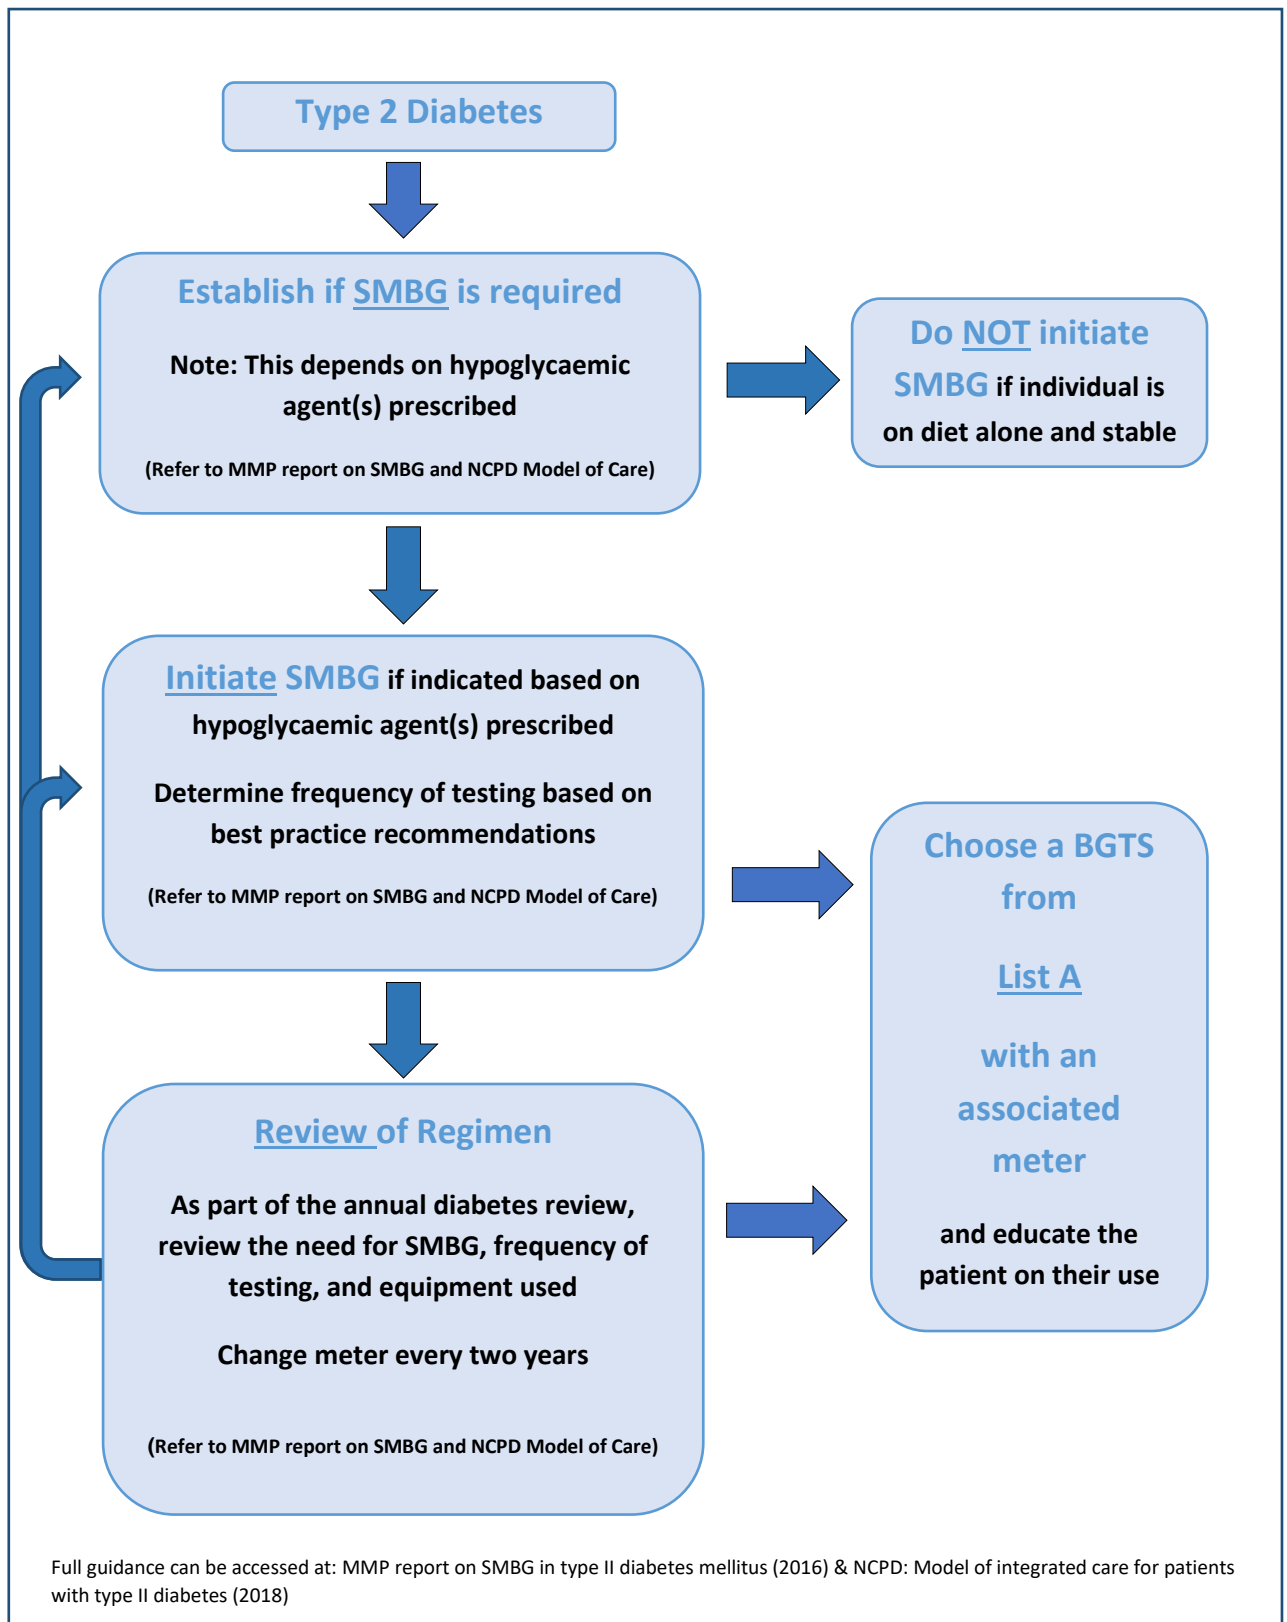 Type 2 Diabetes
Establish if SMBG is required
Note: This depends on hypoglycaemic
agent(s) prescribed
(Refer to MMP report on SMBG and NCPD Model of Care)
Do NOT initiate
SMBG if individual is
on diet alone and stable
Initiate SMBG if indicated based on
hypoglycaemic agent(s) prescribed
Determine frequency of testing based on
best practice recommendations
(Refer to MMP report on SMBG and NCPD Model of Care)
Choose a BGTS
from
List A
with an
associated
meter
and educate the
patient on their use
Review of Regimen
As part of the annual diabetes review,
review the need for SMBG, frequency of
testing, and equipment used
Change meter every two years
(Refer to MMP report on SMBG and NCPD Model of Care)
Full guidance can be accessed at: MMP report on SMBG in type II diabetes mellitus (2016) & NCPD: Model of integrated care for patients
with type II diabetes (2018)